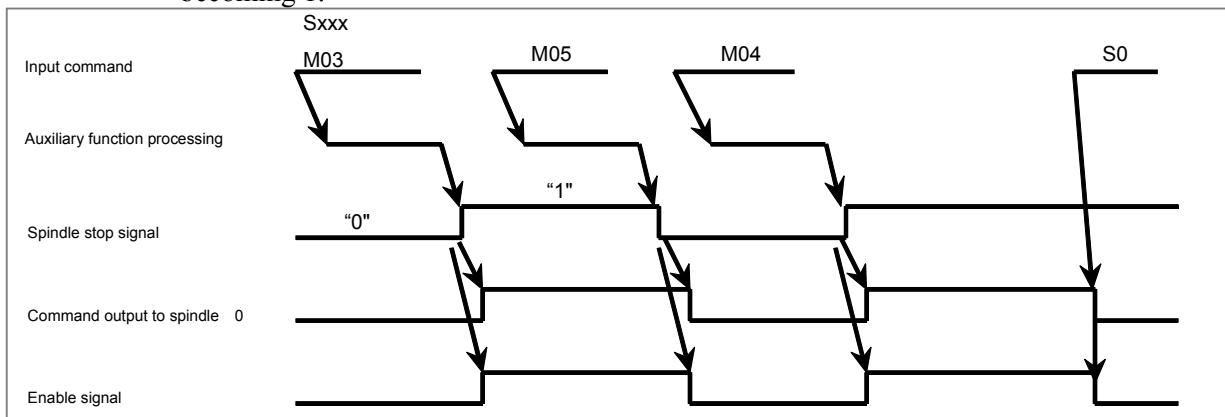 becoming 1.
Sxxx
Input command M03 M05 M04 S0
Auxiliary function processing
“1"
Spindle stop signal “0"
Command output to spindle 0
Enable signal